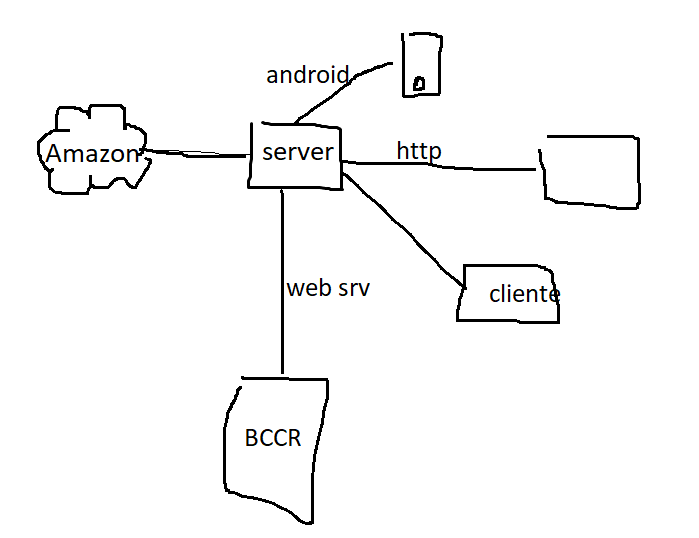 android
Amazon
server
http
web srv
cliente
BCCR